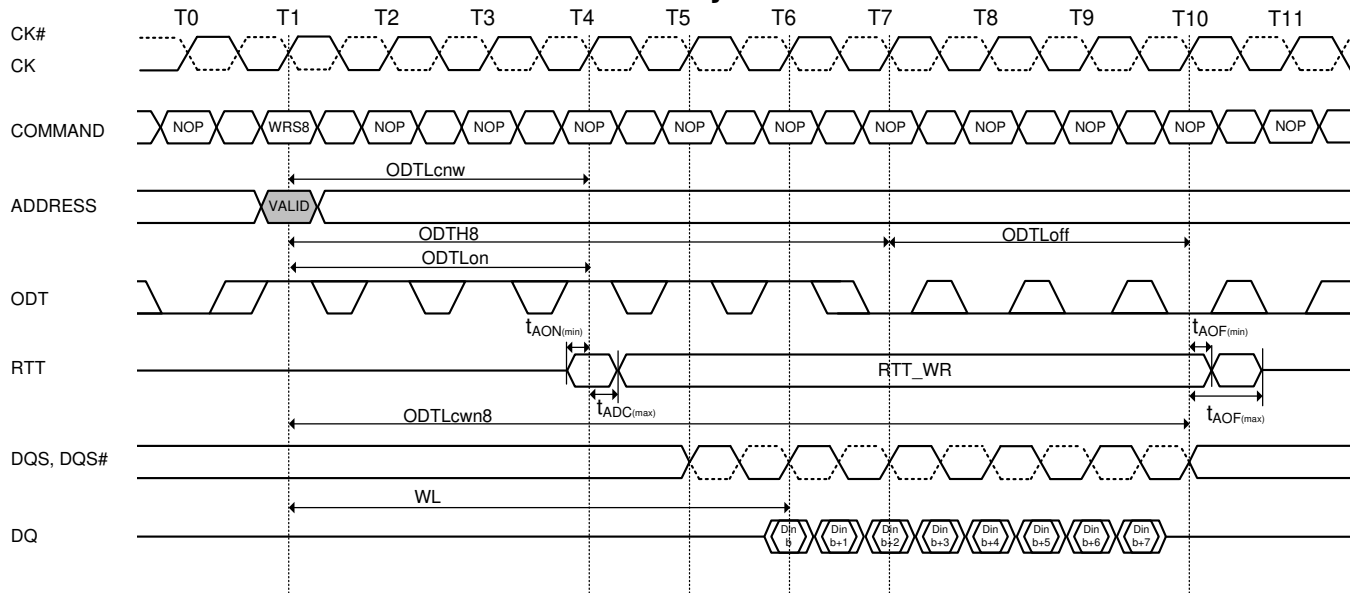 T0 T1 T2 T3 T4 T5 T6 T7 T8 T9 T10 T11
CK#
CK
COMMAND NOP WRS8 NOP NOP NOP NOP NOP NOP NOP NOP NOP NOP
ODTLcnw
ADDRESS VALID
ODTH8 ODTLoff
ODTLon
ODT
tAON(min) tAOF(min)
RTT RTT_WR
tADC(max) tAOF(max)
ODTLcwn8
DQS, DQS#
WL
DQ Din b Din b+1 Din b+2 Din b+3 Din b+4 Din b+5 Din b+6 Din b+7